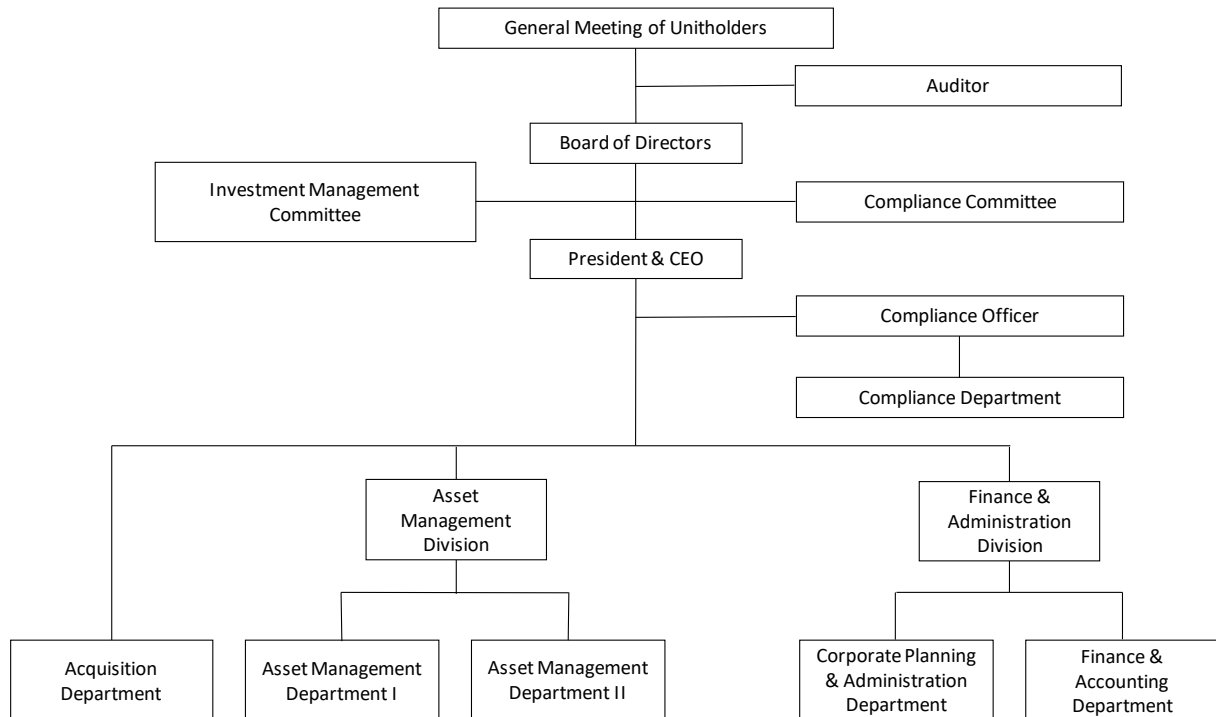 General Meeting of Unitholders
Auditor
Board of Directors
Investment Management
Committee
Compliance Committee
President & CEO
Compliance Officer
Compliance Department
Asset
Management
Division
Finance &
Administration
Division
Acquisition
Department
Asset Management
Department I
Asset Management
Department II
Corporate Planning
& Administration
Department
Finance &
Accounting
Department